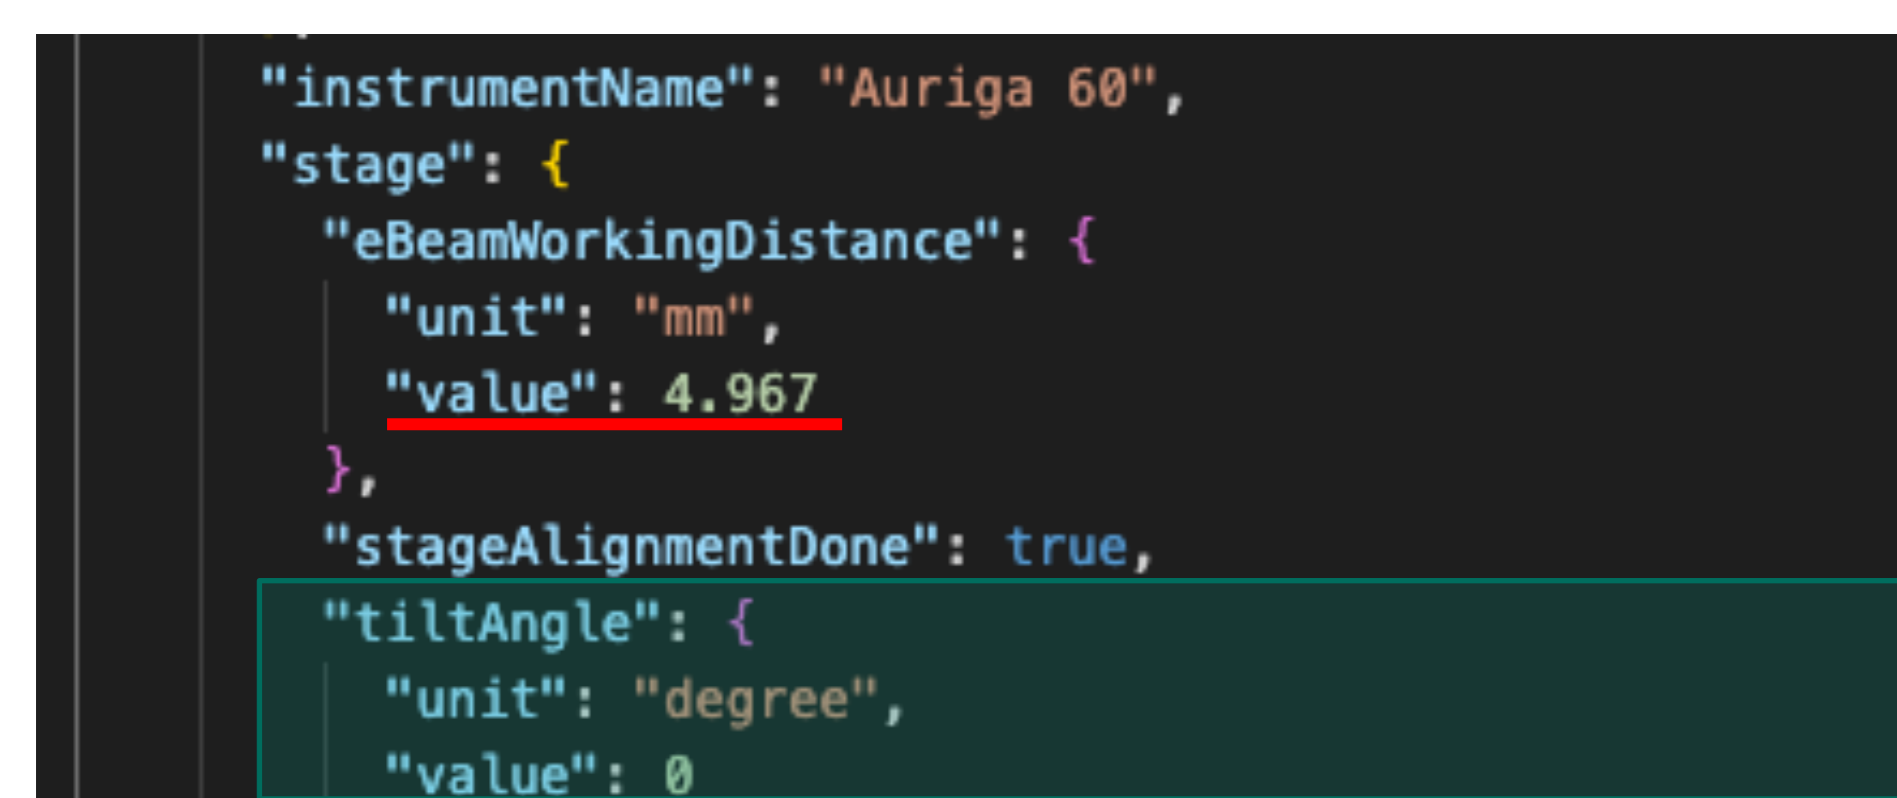 "instrumentName": "Auriga 60",
"stage": {
"eBeamWorkingDistance": {
"unit": "mm",
"value": 4.967
},
"stageAlignmentDone": true,
"tiltAngle": {
"unit": "degree",
"value": 0